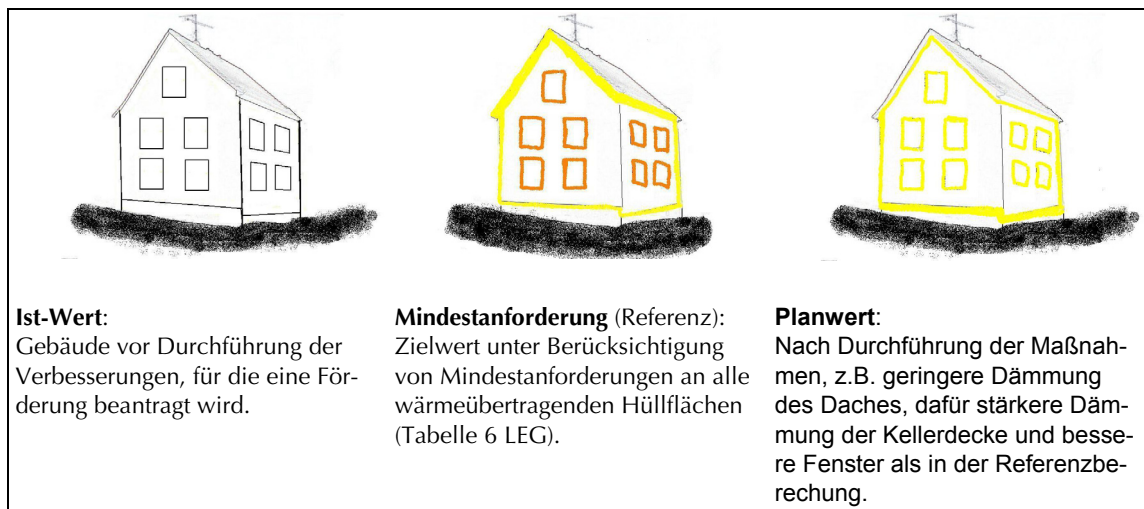 Ist-Wert:
Gebäude vor Durchführung der
Verbesserungen, für die eine För-
derung beantragt wird.
Mindestanforderung (Referenz):
Zielwert unter Berücksichtigung
von Mindestanforderungen an alle
wärmeübertragenden Hüllflächen
(Tabelle 6 LEG).
Planwert:
Nach Durchführung der Maßnah-
men, z.B. geringere Dämmung
des Daches, dafür stärkere Däm-
mung der Kellerdecke und besse-
re Fenster als in der Referenzbe-
rechung.